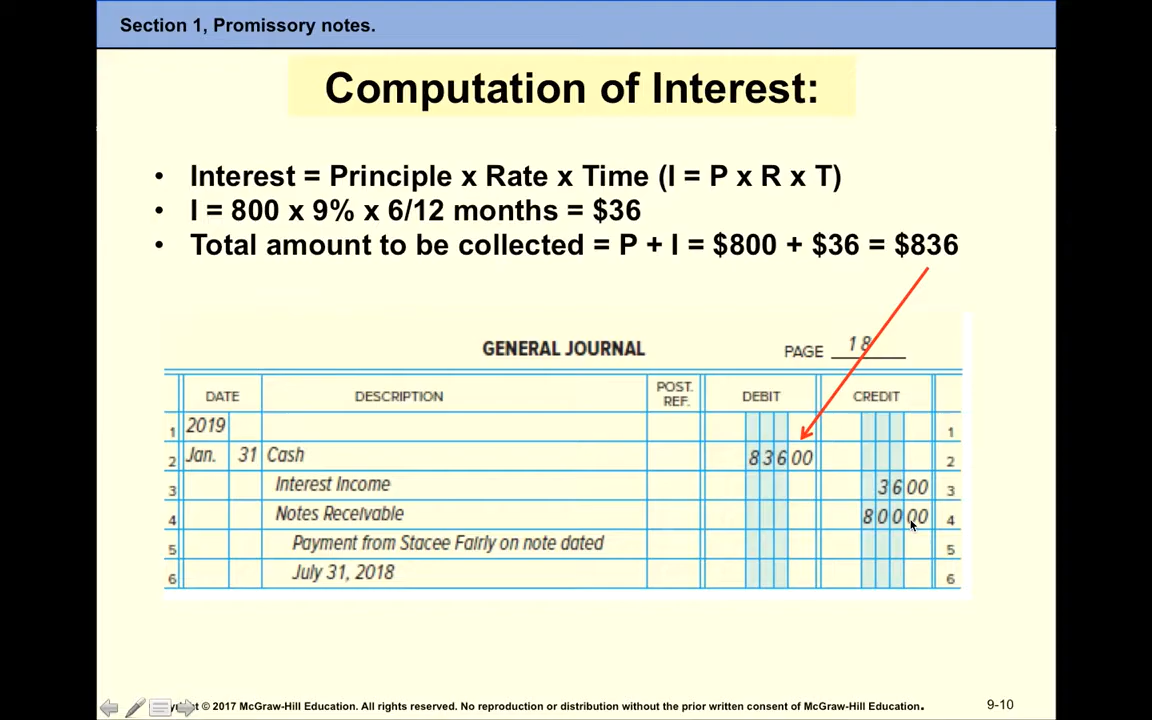 Section 1, Promissory notes.
Computation of Interest:
• Interest = Principle x Rate x Time (I = P x R x T)
• I = 800 x 9% x 6/12 months = $36
• Total amount to be collected = P + I = $800 + $36 = $836
GENERAL JOURNAL PAGE 18
DATE DESCRIPTION POST. REF. DEBIT CREDIT
1 2019 1
2 Jan. 31 Cash 836 00 2
3 Interest Income 36 00 3
4 Notes Receivable 800 00 4
5 Payment from Stacee Fairly on note dated 5
6 July 31, 2018 6
© 2017 McGraw-Hill Education. All rights reserved. No reproduction or distribution without the prior written consent of McGraw-Hill Education.
9-10